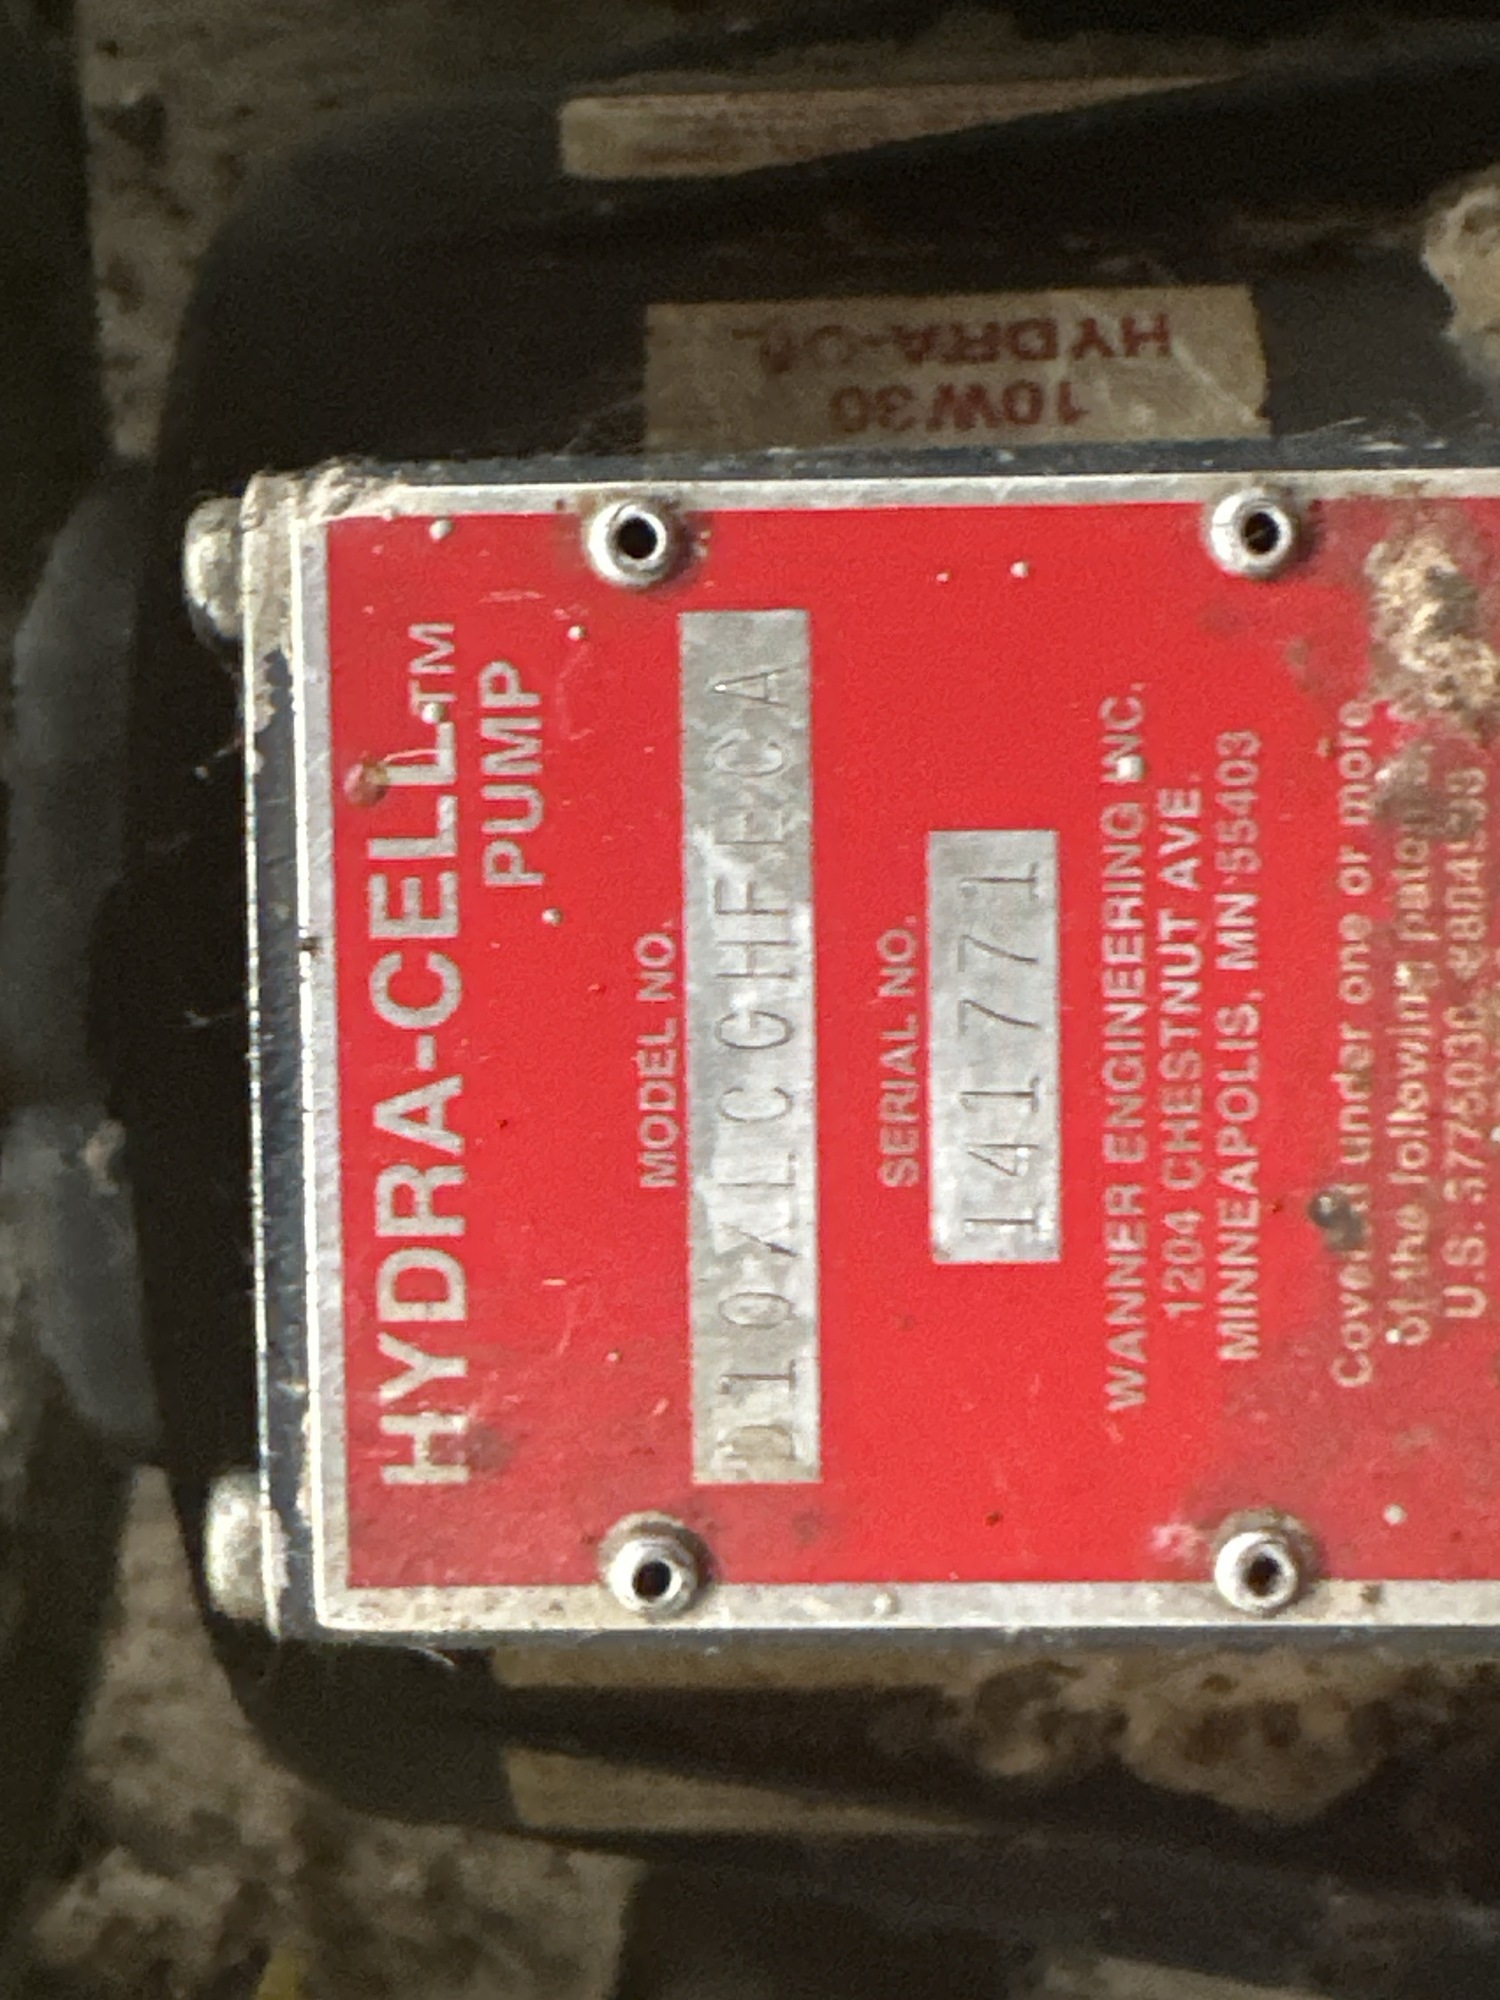 HYDRA-CELL™
PUMP
MODEL NO.
D10XLCGHFECA
SERIAL NO.
141771
WANNER ENGINEERING INC.
1204 CHESTNUT AVE.
MINNEAPOLIS, MN 55403
Covered under one or more
of the following patents
U.S. 3775030
10W30
HYDRA-OIL